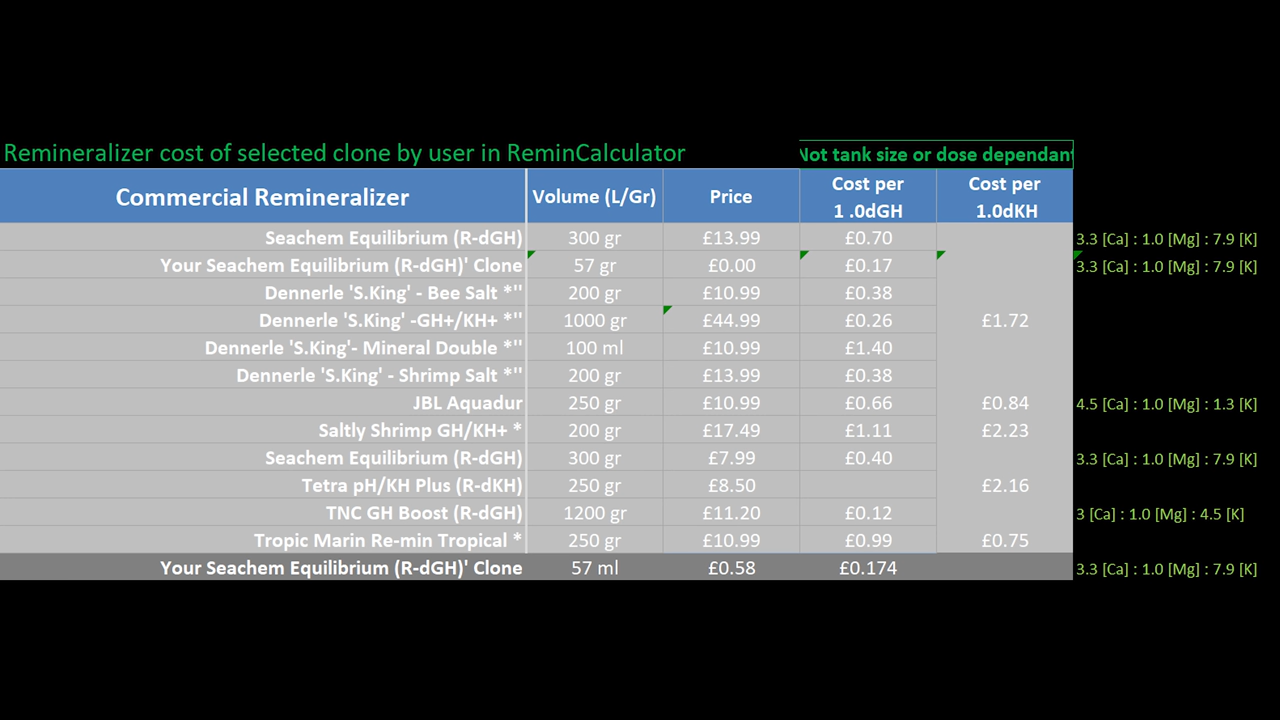 Remineralizer cost of selected clone by user in ReminCalculator Not tank size or dose dependant
Commercial Remineralizer Volume (L/Gr) Price Cost per 1 .0dGH Cost per 1.0dKH
Seachem Equilibrium (R-dGH) 300 gr £13.99 £0.70 3.3 [Ca] : 1.0 [Mg] : 7.9 [K]
Your Seachem Equilibrium (R-dGH)' Clone 57 gr £0.00 £0.17 3.3 [Ca] : 1.0 [Mg] : 7.9 [K]
Dennerle 'S.King' - Bee Salt *'' 200 gr £10.99 £0.38
Dennerle 'S.King' -GH+/KH+ *'' 1000 gr £44.99 £0.26 £1.72
Dennerle 'S.King'- Mineral Double *'' 100 ml £10.99 £1.40
Dennerle 'S.King' - Shrimp Salt *'' 200 gr £13.99 £0.38
JBL Aquadur 250 gr £10.99 £0.66 £0.84 4.5 [Ca] : 1.0 [Mg] : 1.3 [K]
Saltly Shrimp GH/KH+ * 200 gr £17.49 £1.11 £2.23
Seachem Equilibrium (R-dGH) 300 gr £7.99 £0.40 3.3 [Ca] : 1.0 [Mg] : 7.9 [K]
Tetra pH/KH Plus (R-dKH) 250 gr £8.50 £2.16
TNC GH Boost (R-dGH) 1200 gr £11.20 £0.12 3 [Ca] : 1.0 [Mg] : 4.5 [K]
Tropic Marin Re-min Tropical * 250 gr £10.99 £0.99 £0.75
Your Seachem Equilibrium (R-dGH)' Clone 57 ml £0.58 £0.174 3.3 [Ca] : 1.0 [Mg] : 7.9 [K]